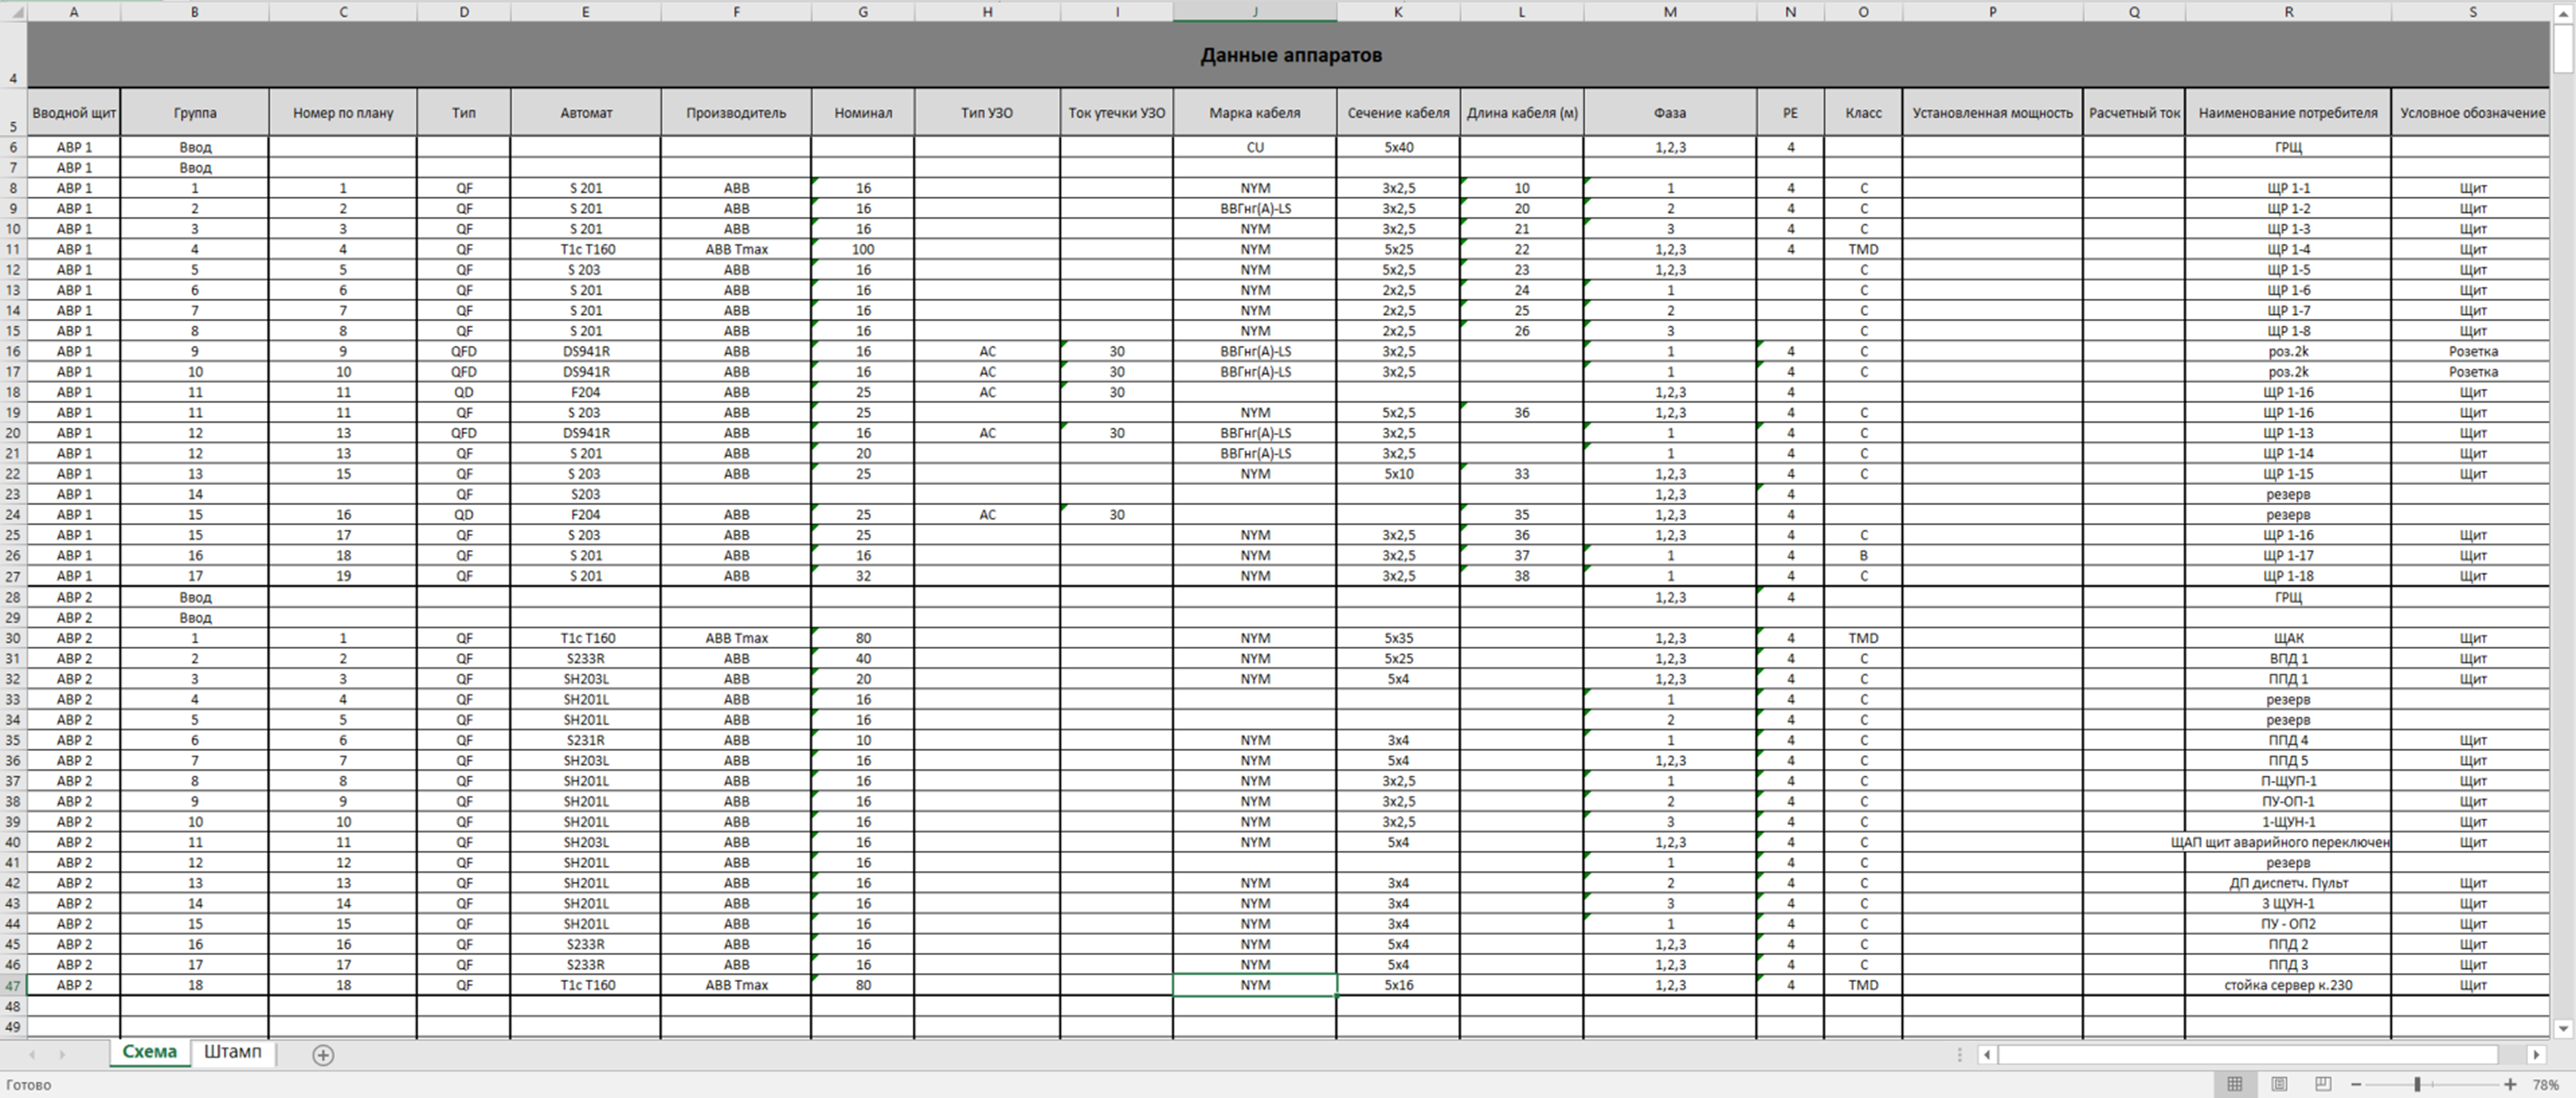 A B C D E F G H I J K L M N O P Q R S
4 Данные аппаратов
5 Вводной щит Группа Номер по плану Тип Автомат Производитель Номинал Тип УЗО Ток утечки УЗО Марка кабеля Сечение кабеля Длина кабеля (м) Фаза PE Класс Установленная мощность Расчетный ток Наименование потребителя Условное обозначение
6 АВР 1 Ввод CU 5x40 1,2,3 4 ГРЩ
7 АВР 1 Ввод
8 АВР 1 1 1 QF S 201 ABB 16 NYM 3x2,5 10 1 4 C ЩР 1-1 Щит
9 АВР 1 2 2 QF S 201 ABB 16 ВВГнг(А)-LS 3x2,5 20 2 4 C ЩР 1-2 Щит
10 АВР 1 3 3 QF S 201 ABB 16 NYM 3x2,5 21 3 4 C ЩР 1-3 Щит
11 АВР 1 4 4 QF T1c T160 ABB Tmax 100 NYM 5x25 22 1,2,3 4 TMD ЩР 1-4 Щит
12 АВР 1 5 5 QF S 203 ABB 16 NYM 5x2,5 23 1,2,3 C ЩР 1-5 Щит
13 АВР 1 6 6 QF S 201 ABB 16 NYM 2x2,5 24 1 C ЩР 1-6 Щит
14 АВР 1 7 7 QF S 201 ABB 16 NYM 2x2,5 25 2 C ЩР 1-7 Щит
15 АВР 1 8 8 QF S 201 ABB 16 NYM 2x2,5 26 3 C ЩР 1-8 Щит
16 АВР 1 9 9 QFD DS941R ABB 16 AC 30 ВВГнг(А)-LS 3x2,5 1 4 C роз.2k Розетка
17 АВР 1 10 10 QFD DS941R ABB 16 AC 30 ВВГнг(А)-LS 3x2,5 1 4 C роз.2k Розетка
18 АВР 1 11 11 QD F204 ABB 25 AC 30 1,2,3 4 ЩР 1-16 Щит
19 АВР 1 11 11 QF S 203 ABB 25 NYM 5x2,5 36 1,2,3 4 C ЩР 1-16 Щит
20 АВР 1 12 13 QFD DS941R ABB 16 AC 30 ВВГнг(А)-LS 3x2,5 1 4 C ЩР 1-13 Щит
21 АВР 1 12 13 QF S 201 ABB 20 ВВГнг(А)-LS 3x2,5 1 4 C ЩР 1-14 Щит
22 АВР 1 13 15 QF S 203 ABB 25 NYM 5x10 33 1,2,3 4 C ЩР 1-15 Щит
23 АВР 1 14 QF S203 1,2,3 4 резерв
24 АВР 1 15 16 QD F204 ABB 25 AC 30 35 1,2,3 4 резерв
25 АВР 1 15 17 QF S 203 ABB 25 NYM 3x2,5 36 1,2,3 4 C ЩР 1-16 Щит
26 АВР 1 16 18 QF S 201 ABB 16 NYM 3x2,5 37 1 4 B ЩР 1-17 Щит
27 АВР 1 17 19 QF S 201 ABB 32 NYM 3x2,5 38 1 4 C ЩР 1-18 Щит
28 АВР 2 Ввод 1,2,3 4 ГРЩ
29 АВР 2 Ввод
30 АВР 2 1 1 QF T1c T160 ABB Tmax 80 NYM 5x35 1,2,3 4 TMD ЩАК Щит
31 АВР 2 2 2 QF S233R ABB 40 NYM 5x25 1,2,3 4 C ВПД 1 Щит
32 АВР 2 3 3 QF SH203L ABB 20 NYM 5x4 1,2,3 4 C ППД 1 Щит
33 АВР 2 4 4 QF SH201L ABB 16 1 4 C резерв
34 АВР 2 5 5 QF SH201L ABB 16 2 4 C резерв
35 АВР 2 6 6 QF S231R ABB 10 NYM 3x4 1 4 C ППД 4 Щит
36 АВР 2 7 7 QF SH203L ABB 16 NYM 5x4 1,2,3 4 C ППД 5 Щит
37 АВР 2 8 8 QF SH201L ABB 16 NYM 3x2,5 1 4 C П-ЩУП-1 Щит
38 АВР 2 9 9 QF SH201L ABB 16 NYM 3x2,5 2 4 C ПУ-ОП-1 Щит
39 АВР 2 10 10 QF SH201L ABB 16 NYM 3x2,5 3 4 C 1-ЩУН-1 Щит
40 АВР 2 11 11 QF SH203L ABB 16 NYM 5x4 1,2,3 4 C ЩАП щит аварийного переключен Щит
41 АВР 2 12 12 QF SH201L ABB 16 1 4 C резерв
42 АВР 2 13 13 QF SH201L ABB 16 NYM 3x4 2 4 C ДП диспетч. Пульт Щит
43 АВР 2 14 14 QF SH201L ABB 16 NYM 3x4 3 4 C 3 ЩУН-1 Щит
44 АВР 2 15 15 QF SH201L ABB 16 NYM 3x4 1 4 C ПУ - ОП2 Щит
45 АВР 2 16 16 QF S233R ABB 16 NYM 5x4 1,2,3 4 C ППД 2 Щит
46 АВР 2 17 17 QF S233R ABB 16 NYM 5x4 1,2,3 4 C ППД 3 Щит
47 АВР 2 18 18 QF T1c T160 ABB Tmax 80 NYM 5x16 1,2,3 4 TMD стойка сервер к.230 Щит
48
49
Схема Штамп
Готово 78%